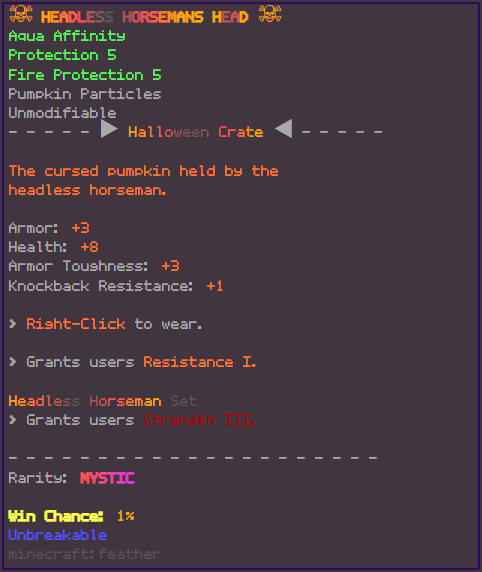 ☠ HEADLESS HORSEMANS HEAD ☠
Aqua Affinity
Protection 5
Fire Protection 5
Pumpkin Particles
Unmodifiable
- - - - - ▶ Halloween Crate ◀ - - - - -
The cursed pumpkin held by the
headless horseman.
Armor: +3
Health: +8
Armor Toughness: +3
Knockback Resistance: +1
> Right-Click to wear.
> Grants users Resistance I.
Headless Horseman Set
> Grants users Strength III.
- - - - - - - - - - - - - - - - - - - - - -
Rarity: MYSTIC
Win Chance: 1%
Unbreakable
minecraft:feather